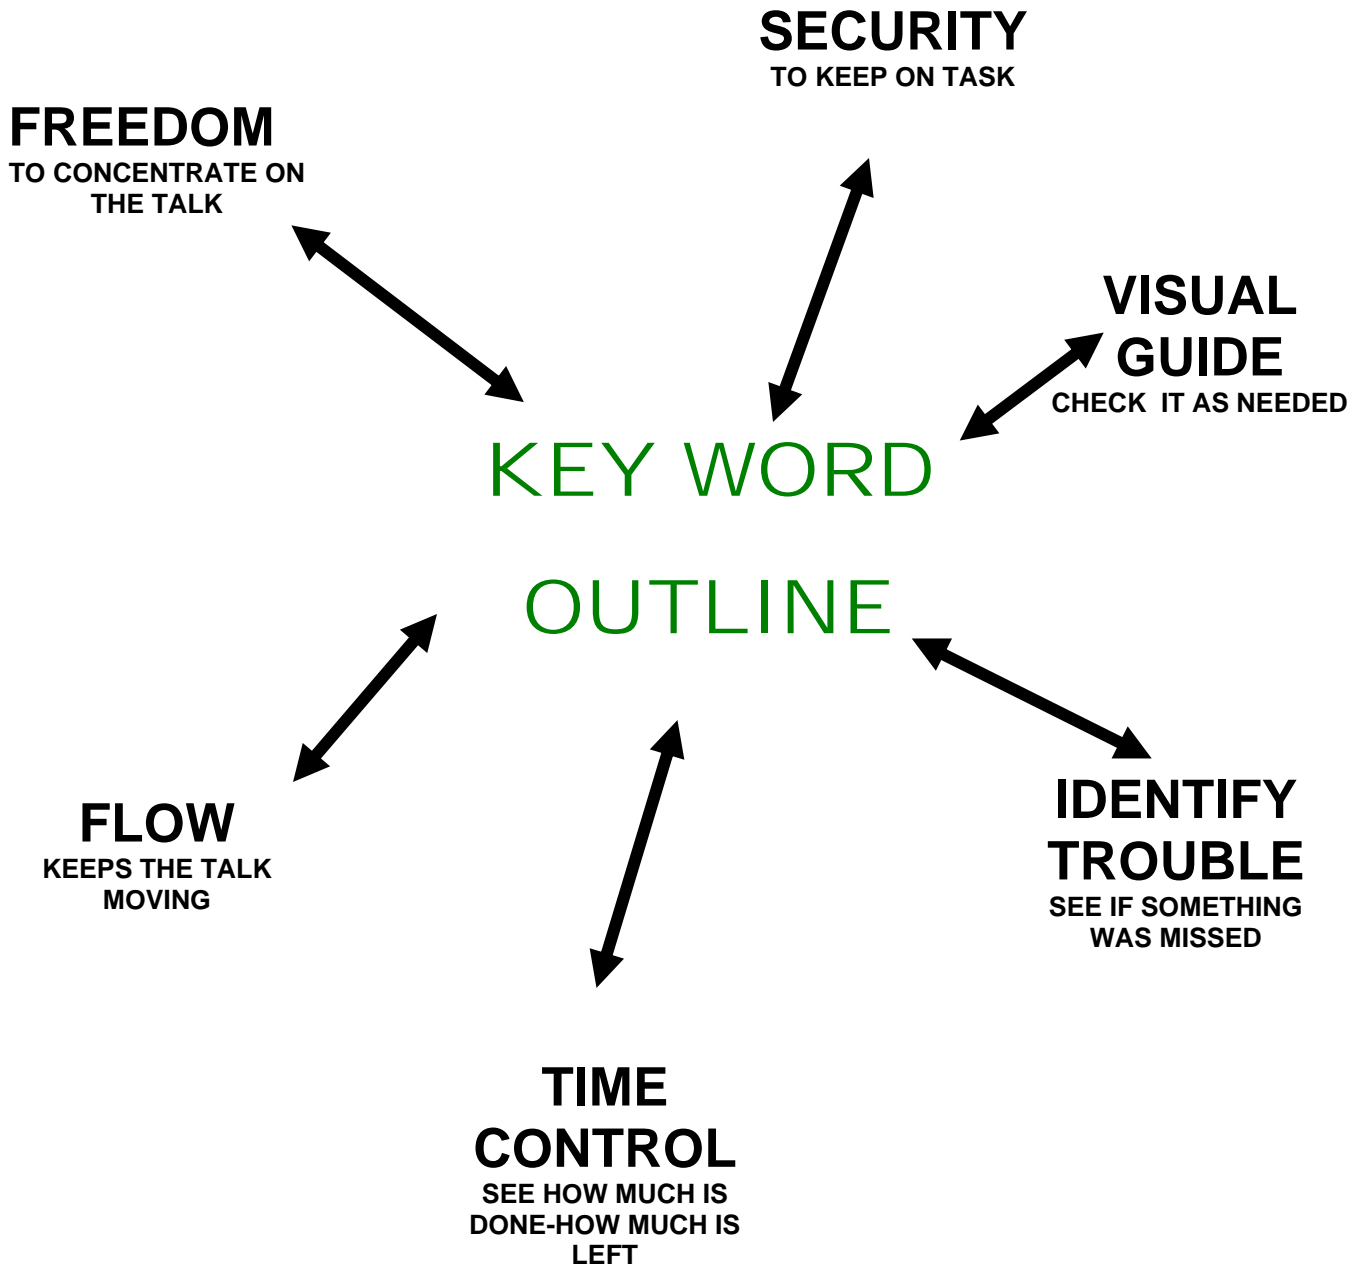 SECURITY
TO KEEP ON TASK
FREEDOM
TO CONCENTRATE ON
THE TALK
VISUAL
GUIDE
CHECK  IT AS NEEDED
KEY WORD
OUTLINE
FLOW
KEEPS THE TALK
MOVING
IDENTIFY
TROUBLE
SEE IF SOMETHING
WAS MISSED
TIME
CONTROL
SEE HOW MUCH IS
DONE-HOW MUCH IS
LEFT